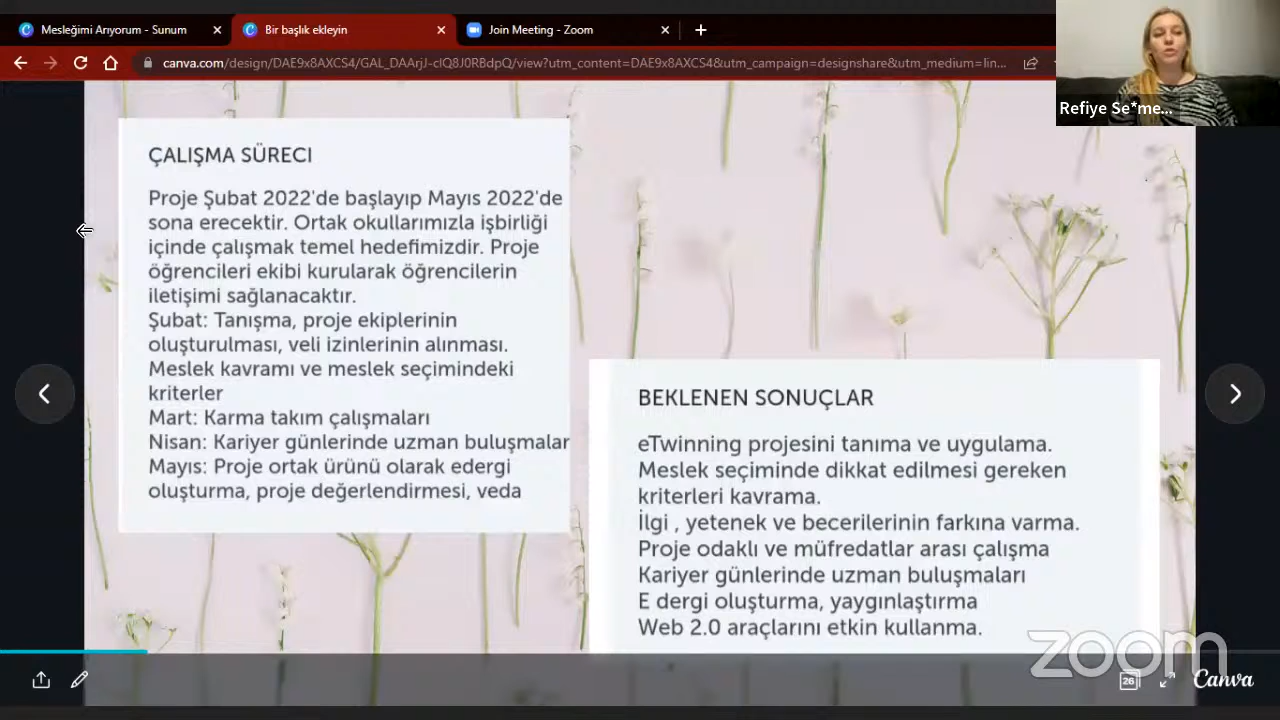 Mesleğimi Arıyorum - Sunum
Bir başlık ekleyin
Join Meeting - Zoom
canva.com/design/DAE9x8AXCS4/GAL_DAArjJ-cIQ8J0RBdpQ/view?utm_content=DAE9x8AXCS4&utm_campaign=designshare&utm_medium=lin...
Refiye Se*me...
ÇALIŞMA SÜRECI
Proje Şubat 2022'de başlayıp Mayıs 2022'de
sona erecektir. Ortak okullarımızla işbirliği
içinde çalışmak temel hedefimizdir. Proje
öğrencileri ekibi kurularak öğrencilerin
iletişimi sağlanacaktır.
Şubat: Tanışma, proje ekiplerinin
oluşturulması, veli izinlerinin alınması.
Meslek kavramı ve meslek seçimindeki
kriterler
Mart: Karma takım çalışmaları
Nisan: Kariyer günlerinde uzman buluşmalar
Mayıs: Proje ortak ürünü olarak edergi
oluşturma, proje değerlendirmesi, veda
BEKLENEN SONUÇLAR
eTwinning projesini tanıma ve uygulama.
Meslek seçiminde dikkat edilmesi gereken
kriterleri kavrama.
İlgi , yetenek ve becerilerinin farkına varma.
Proje odaklı ve müfredatlar arası çalışma
Kariyer günlerinde uzman buluşmaları
E dergi oluşturma, yaygınlaştırma
Web 2.0 araçlarını etkin kullanma.
zoom
26
Canva